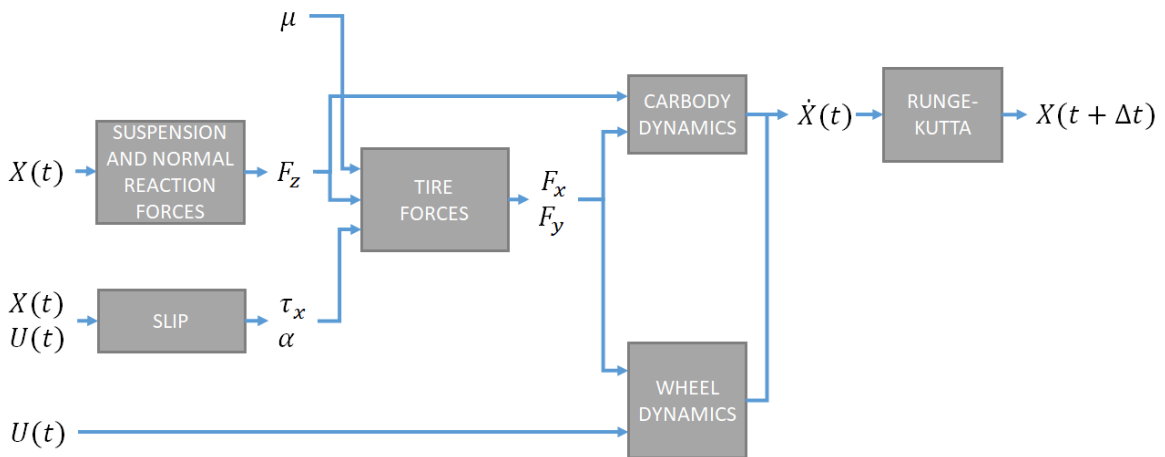 μ
X(t)
SUSPENSION
AND NORMAL
REACTION
FORCES
F_z
TIRE
FORCES
F_x
F_y
CARBODY
DYNAMICS
Ẋ(t)
RUNGE-
KUTTA
X(t + Δt)
X(t)
U(t)
SLIP
τ_x
α
WHEEL
DYNAMICS
U(t)